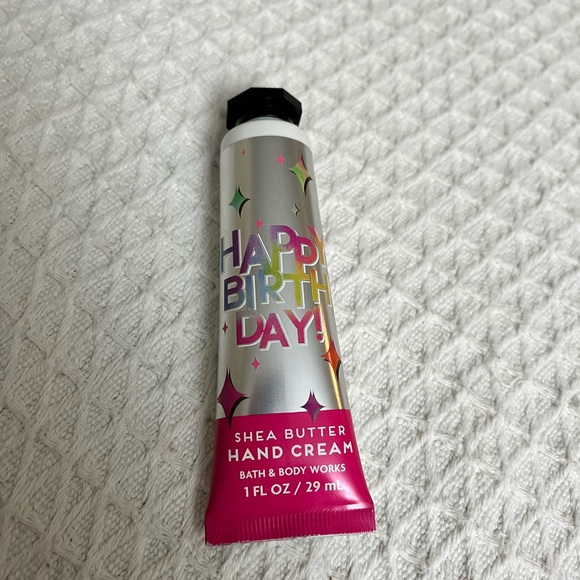 HAPPY
BIRTH
DAY!
SHEA BUTTER
HAND CREAM
BATH & BODY WORKS
1 FL OZ / 29 mL